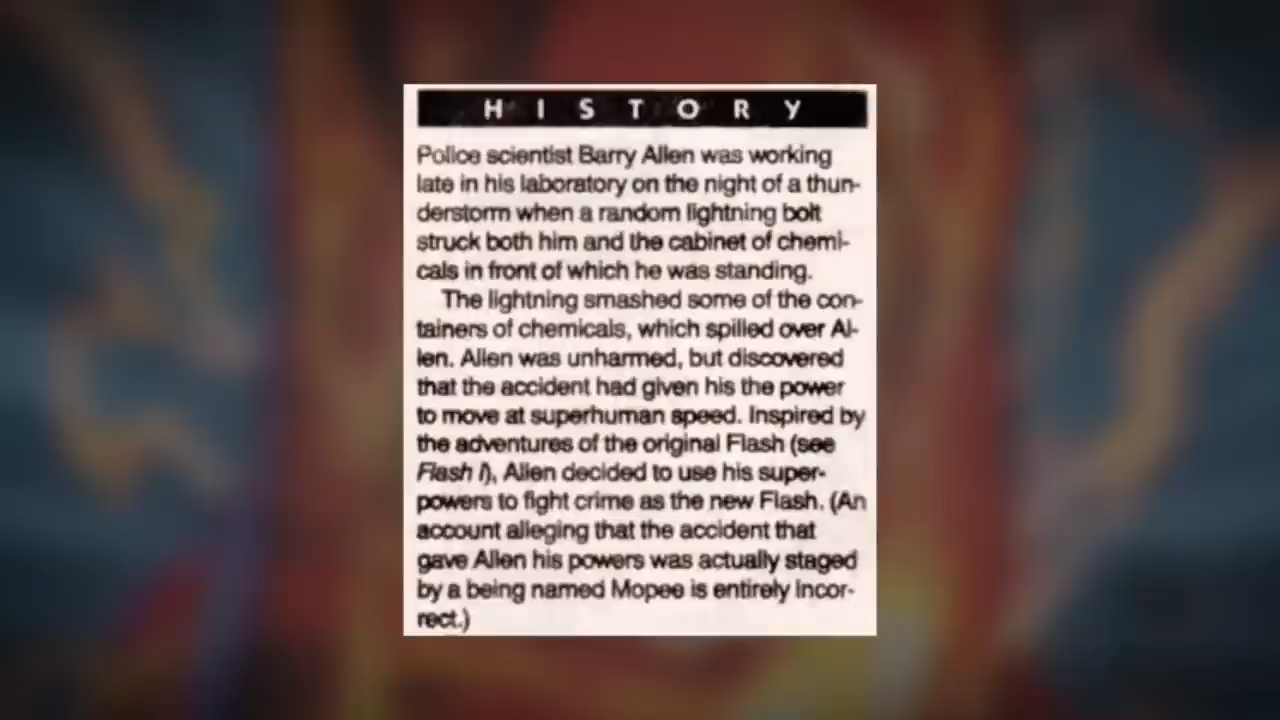 HISTORY
Police scientist Barry Allen was working
late in his laboratory on the night of a thun-
derstorm when a random lightning bolt
struck both him and the cabinet of chemi-
cals in front of which he was standing.
The lightning smashed some of the con-
tainers of chemicals, which spilled over Al-
len. Allen was unharmed, but discovered
that the accident had given his the power
to move at superhuman speed. Inspired by
the adventures of the original Flash (see
Flash I), Allen decided to use his super-
powers to fight crime as the new Flash. (An
account alleging that the accident that
gave Allen his powers was actually staged
by a being named Mopee is entirely incor-
rect.)